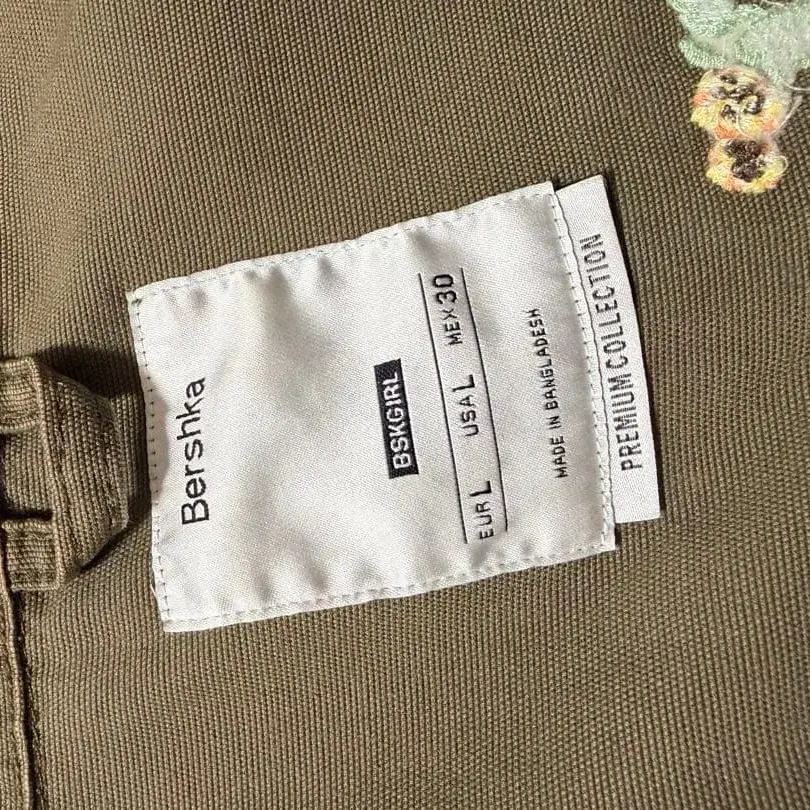 Bershka
BSKGIRL
EUR L USA L MEX 30
MADE IN BANGLADESH
PREMIUM COLLECTION